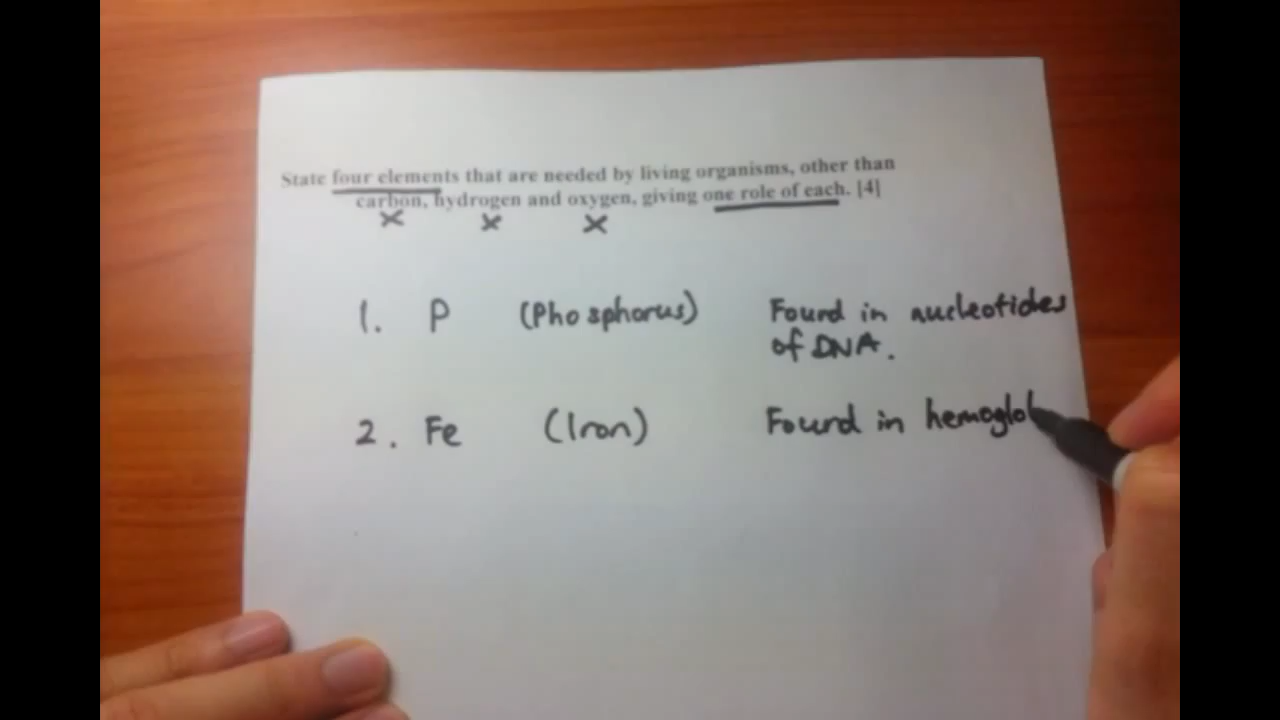 State four elements that are needed by living organisms, other than
carbon, hydrogen and oxygen, giving one role of each. [4]
1. P (Phosphorus) Found in nucleotides
of DNA.
2. Fe (Iron) Found in hemoglob